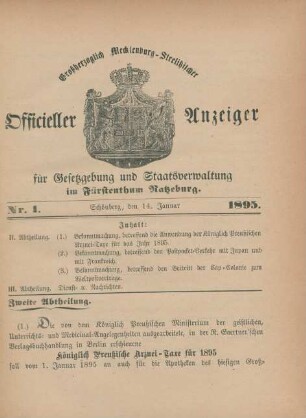 Großherzoglich Mecklenburg-Strelitzscher
Officieller Anzeiger
für Gesetzgebung und Staatsverwaltung
im Fürstenthum Ratzeburg.
Nr. 1. Schönberg, den 14. Januar 1895.
Inhalt:
II. Abtheilung. (1.) Bekanntmachung, betreffend die Anwendung der Königlich Preußischen
Arznei-Taxe für das Jahr 1895.
(2.) Bekanntmachung, betreffend den Postpacket-Verkehr mit Japan und
mit Frankreich.
(3.) Bekanntmachung, betreffend den Beitritt der Cap-Colonie zum
Weltpostvertrage.
III. Abtheilung. Dienst- u. Nachrichten.
Zweite Abtheilung.
(1.) Die von dem Königlich Preußischen Ministerium der geistlichen,
Unterrichts- und Medicinal-Angelegenheiten ausgearbeitete, in der R. Gaertner'schen
Verlagsbuchhandlung in Berlin erschienene
Königlich Preußische Arznei-Taxe für 1895
soll vom 1. Januar 1895 an auch für die Apotheken des hiesigen Groß-